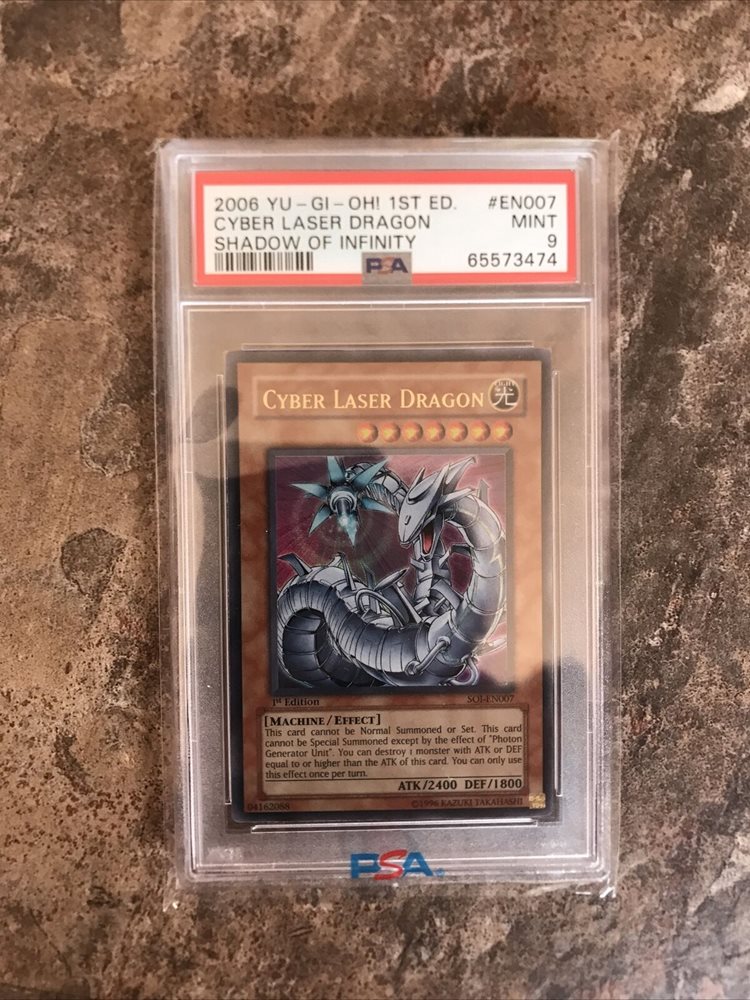 2006 YU-GI-OH! 1ST ED. #EN007
CYBER LASER DRAGON MINT
SHADOW OF INFINITY 9
PSA 65573474
CYBER LASER DRAGON
LIGHT
光
1st Edition SOI-EN007
[MACHINE/EFFECT]
This card cannot be Normal Summoned or Set. This card
cannot be Special Summoned except by the effect of "Photon
Generator Unit". You can destroy 1 monster with ATK or DEF
equal to or higher than the ATK of this card. You can only use
this effect once per turn.
ATK/2400 DEF/1800
04162088 ©1996 KAZUKI TAKAHASHI
PSA